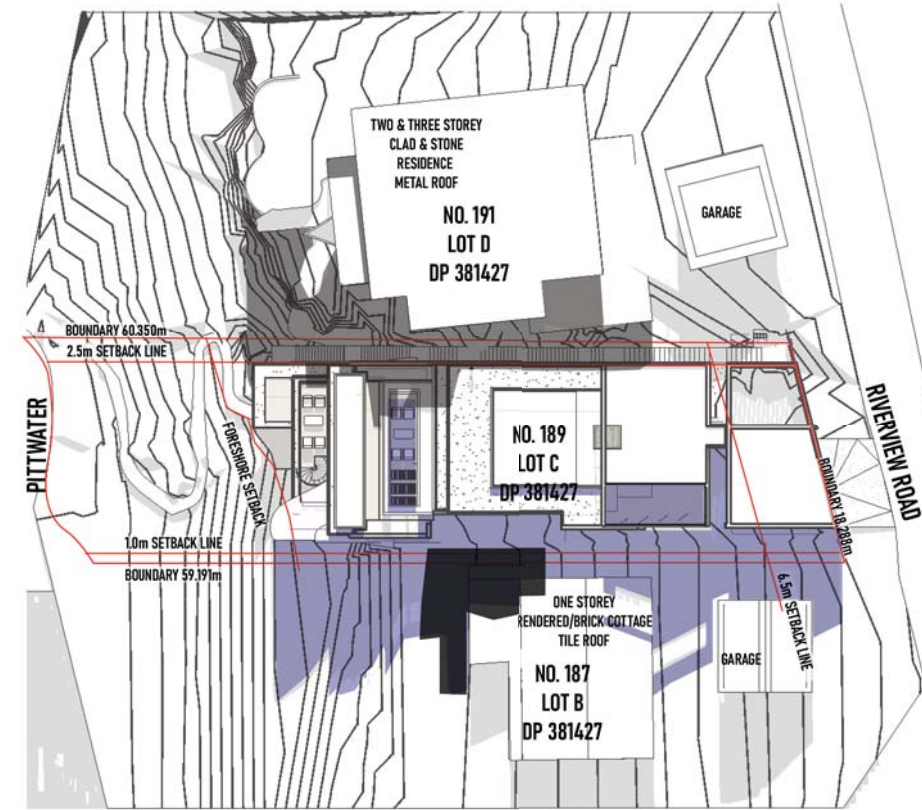 TWO & THREE STOREY
CLAD & STONE
RESIDENCE
METAL ROOF
NO. 191
LOT D
DP 381427
GARAGE
BOUNDARY 60.350m
2.5m SETBACK LINE
PITTWATER
FORESHORE SETBACK
NO. 189
LOT C
DP 381427
RIVERVIEW ROAD
BOUNDARY 18.288m
1.0m SETBACK LINE
BOUNDARY 59.191m
6.5m SETBACK LINE
ONE STOREY
RENDERED/BRICK COTTAGE
TILE ROOF
NO. 187
LOT B
DP 381427
GARAGE